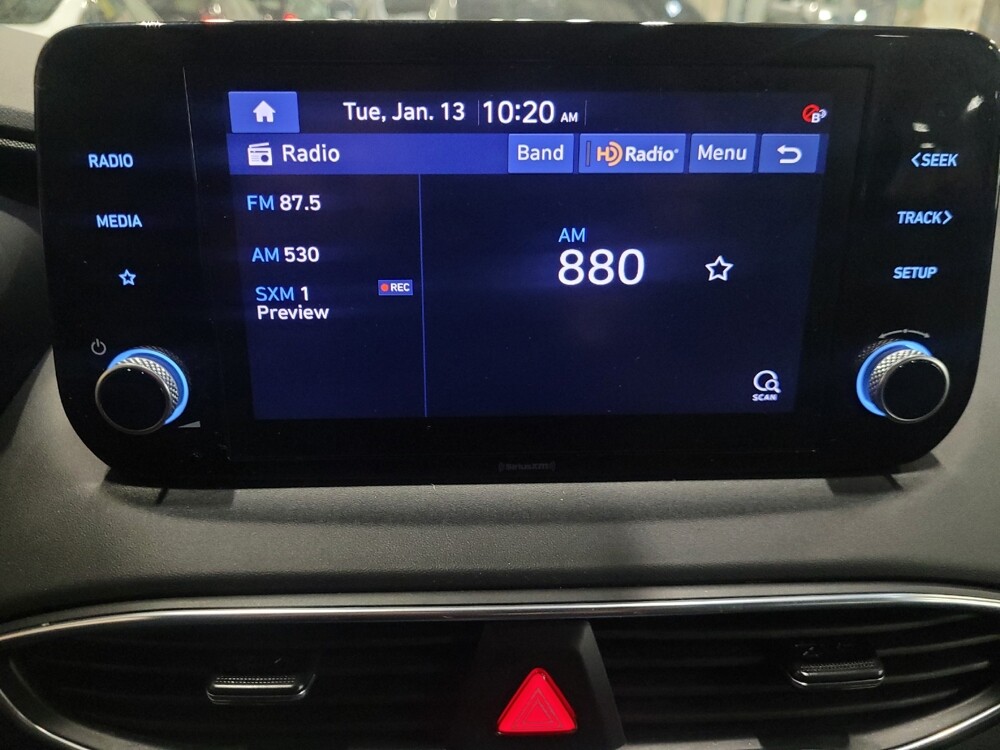 Tue, Jan. 13 10:20 AM
B
Radio Band HD Radio Menu
RADIO
MEDIA
FM 87.5
AM 530
SXM 1
Preview
REC
AM
880
SCAN
<SEEK
TRACK>
SETUP
((SiriusXM))